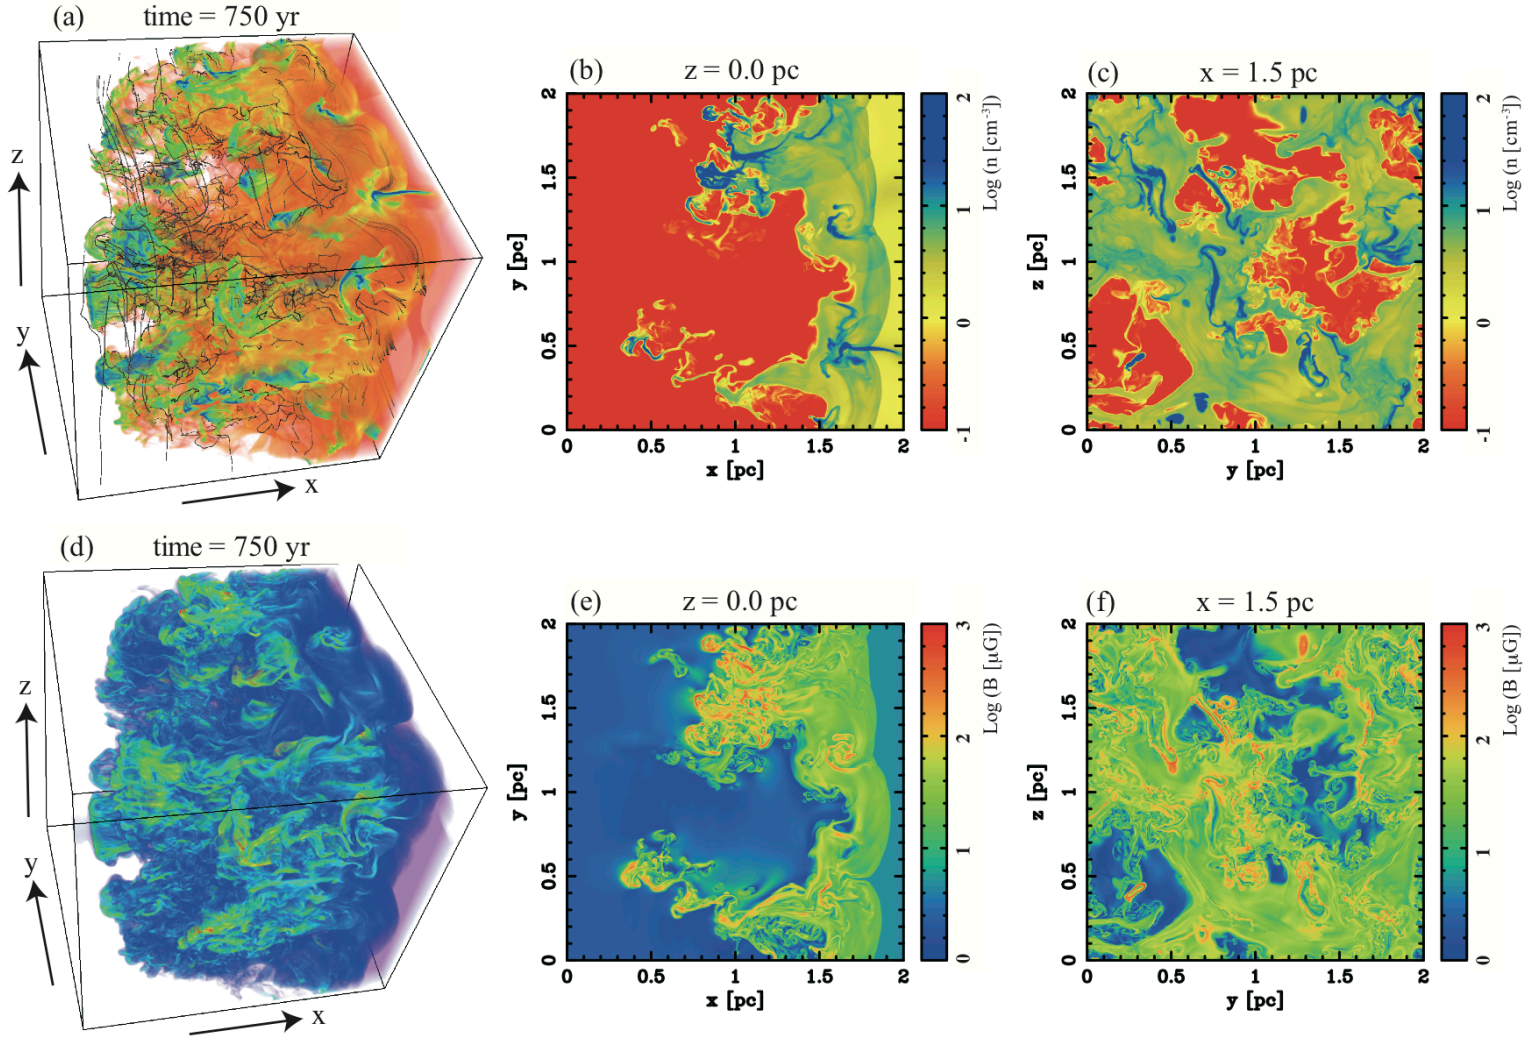 (a) time = 750 yr
z
y
x
(b) z = 0.0 pc
2
1.5
1
0.5
0
y [pc]
0 0.5 1 1.5 2
x [pc]
2
1
0
-1
Log (n [cm⁻³])
(c) x = 1.5 pc
2
1.5
1
0.5
0
z [pc]
0 0.5 1 1.5 2
y [pc]
2
1
0
-1
Log (n [cm⁻³])
(d) time = 750 yr
z
y
x
(e) z = 0.0 pc
2
1.5
1
0.5
0
y [pc]
0 0.5 1 1.5 2
x [pc]
3
2
1
0
Log (B [μG])
(f) x = 1.5 pc
2
1.5
1
0.5
0
z [pc]
0 0.5 1 1.5 2
y [pc]
3
2
1
0
Log (B [μG])